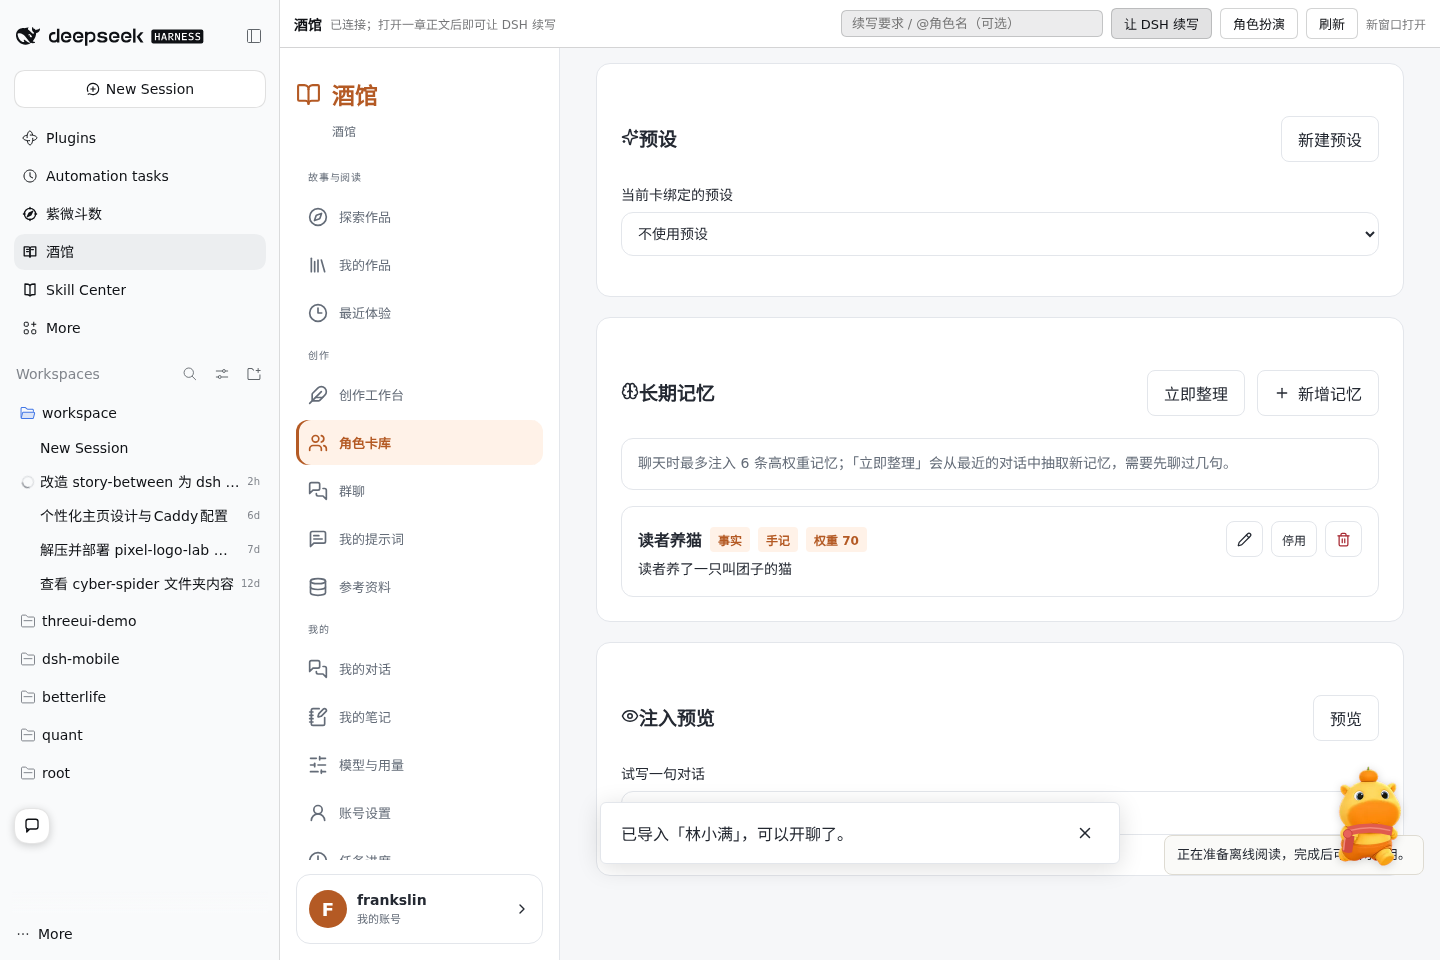 deepseek HARNESS
New Session
Plugins
Automation tasks
紫微斗数
酒馆
Skill Center
More
Workspaces
workspace
New Session
改造 story-between 为 dsh ... 2h
个性化主页设计与Caddy配置 6d
解压并部署 pixel-logo-lab ... 7d
查看 cyber-spider 文件夹内容 12d
threeui-demo
dsh-mobile
betterlife
quant
root
More
酒馆 已连接；打开一章正文后即可让 DSH 续写
续写要求 / @角色名（可选）
让 DSH 续写
角色扮演
刷新
新窗口打开
酒馆
酒馆
故事与阅读
探索作品
我的作品
最近体验
创作
创作工作台
角色卡库
群聊
我的提示词
参考资料
我的
我的对话
我的笔记
模型与用量
账号设置
任务进度
F
frankslin
我的账号
预设
新建预设
当前卡绑定的预设
不使用预设
长期记忆
立即整理
新增记忆
聊天时最多注入 6 条高权重记忆；「立即整理」会从最近的对话中抽取新记忆，需要先聊过几句。
读者养猫 事实 手记 权重 70
停用
读者养了一只叫团子的猫
注入预览
预览
试写一句对话
已导入「林小满」，可以开聊了。
正在准备离线阅读，完成后可
。